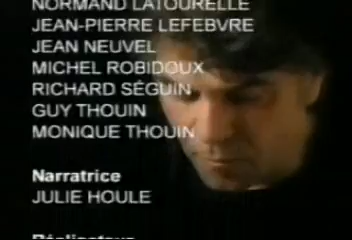 NORMAND LATOURELLE
JEAN-PIERRE LEFEBVRE
JEAN NEUVEL
MICHEL ROBIDOUX
RICHARD SÉGUIN
GUY THOUIN
MONIQUE THOUIN
Narratrice
JULIE HOULE